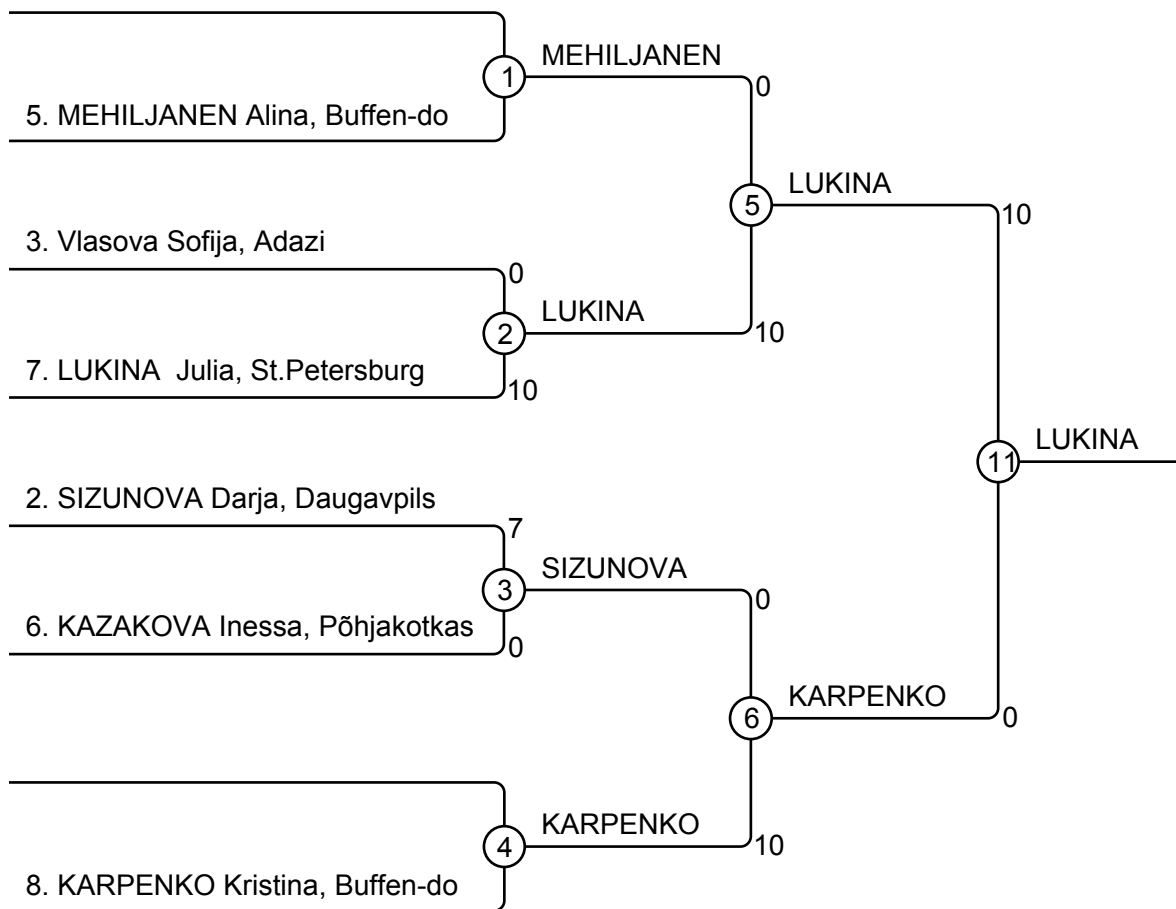 MEHILJANEN
1
0
5. MEHILJANEN Alina, Buffen-do
LUKINA
5
10
3. Vlasova Sofija, Adazi
0
LUKINA
2
10
7. LUKINA  Julia, St.Petersburg
10
LUKINA
11
2. SIZUNOVA Darja, Daugavpils
7
SIZUNOVA
3
0
6. KAZAKOVA Inessa, Põhjakotkas
0
KARPENKO
6
0
KARPENKO
4
10
8. KARPENKO Kristina, Buffen-do